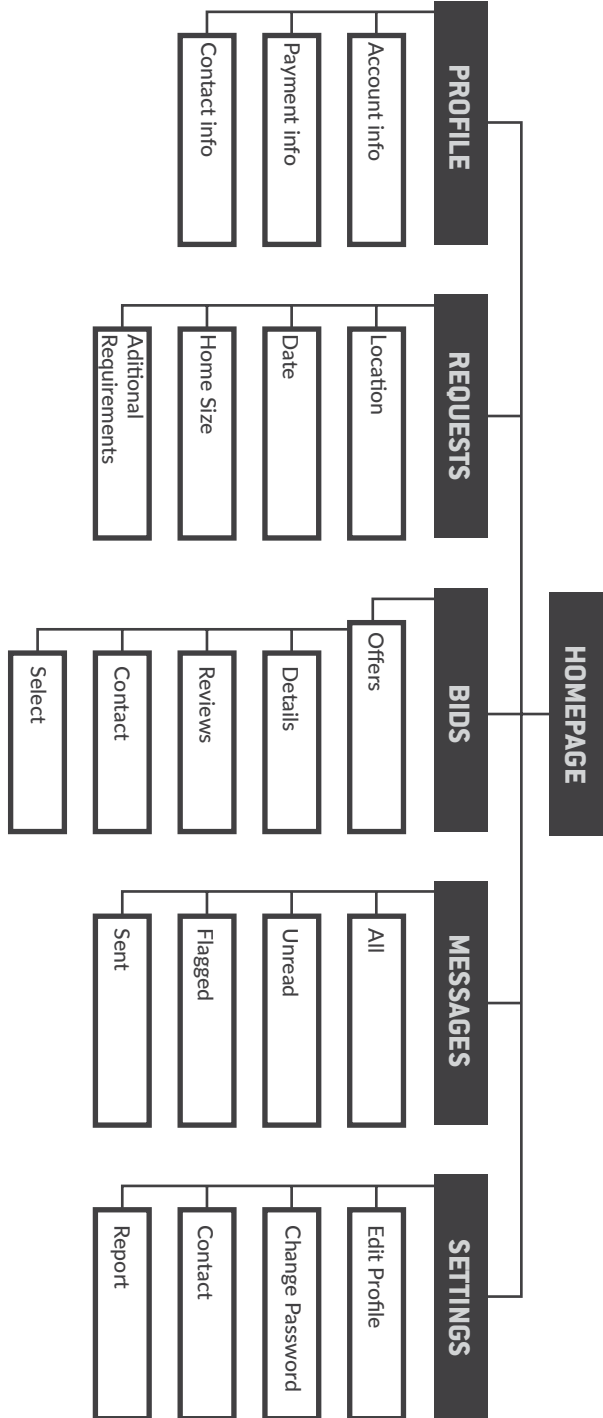 HOMEPAGE
PROFILE
Account info
Payment info
Contact info
REQUESTS
Location
Date
Home Size
Aditional
Requirements
BIDS
Offers
Details
Reviews
Contact
Select
MESSAGES
All
Unread
Flagged
Sent
SETTINGS
Edit Profile
Change Password
Contact
Report